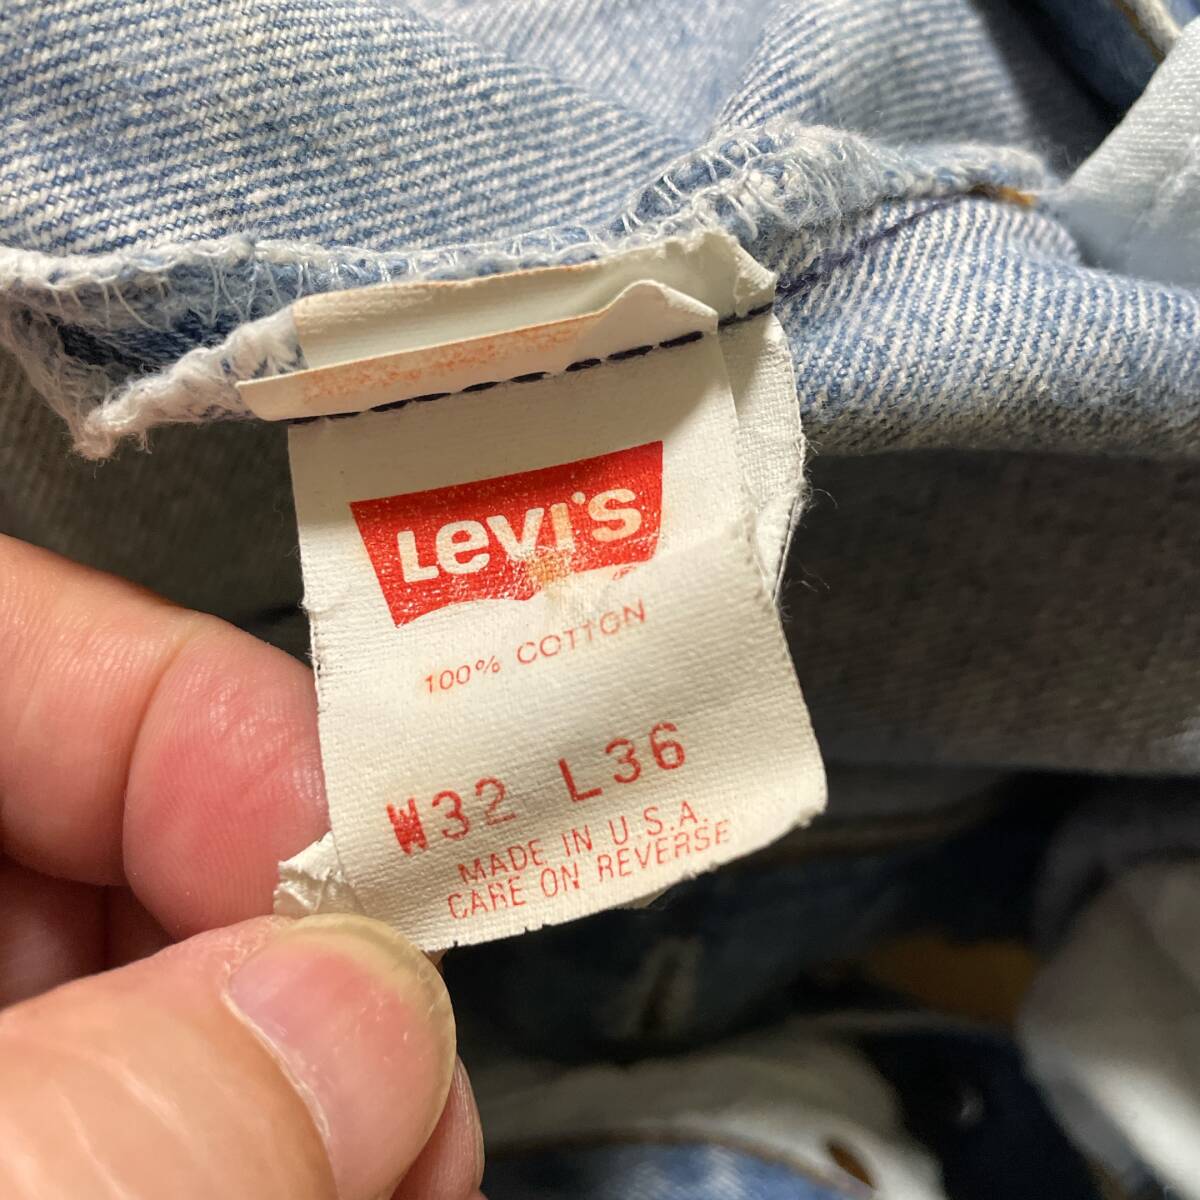 Levi's
100% COTTON
W32 L36
MADE IN U.S.A.
CARE ON REVERSE